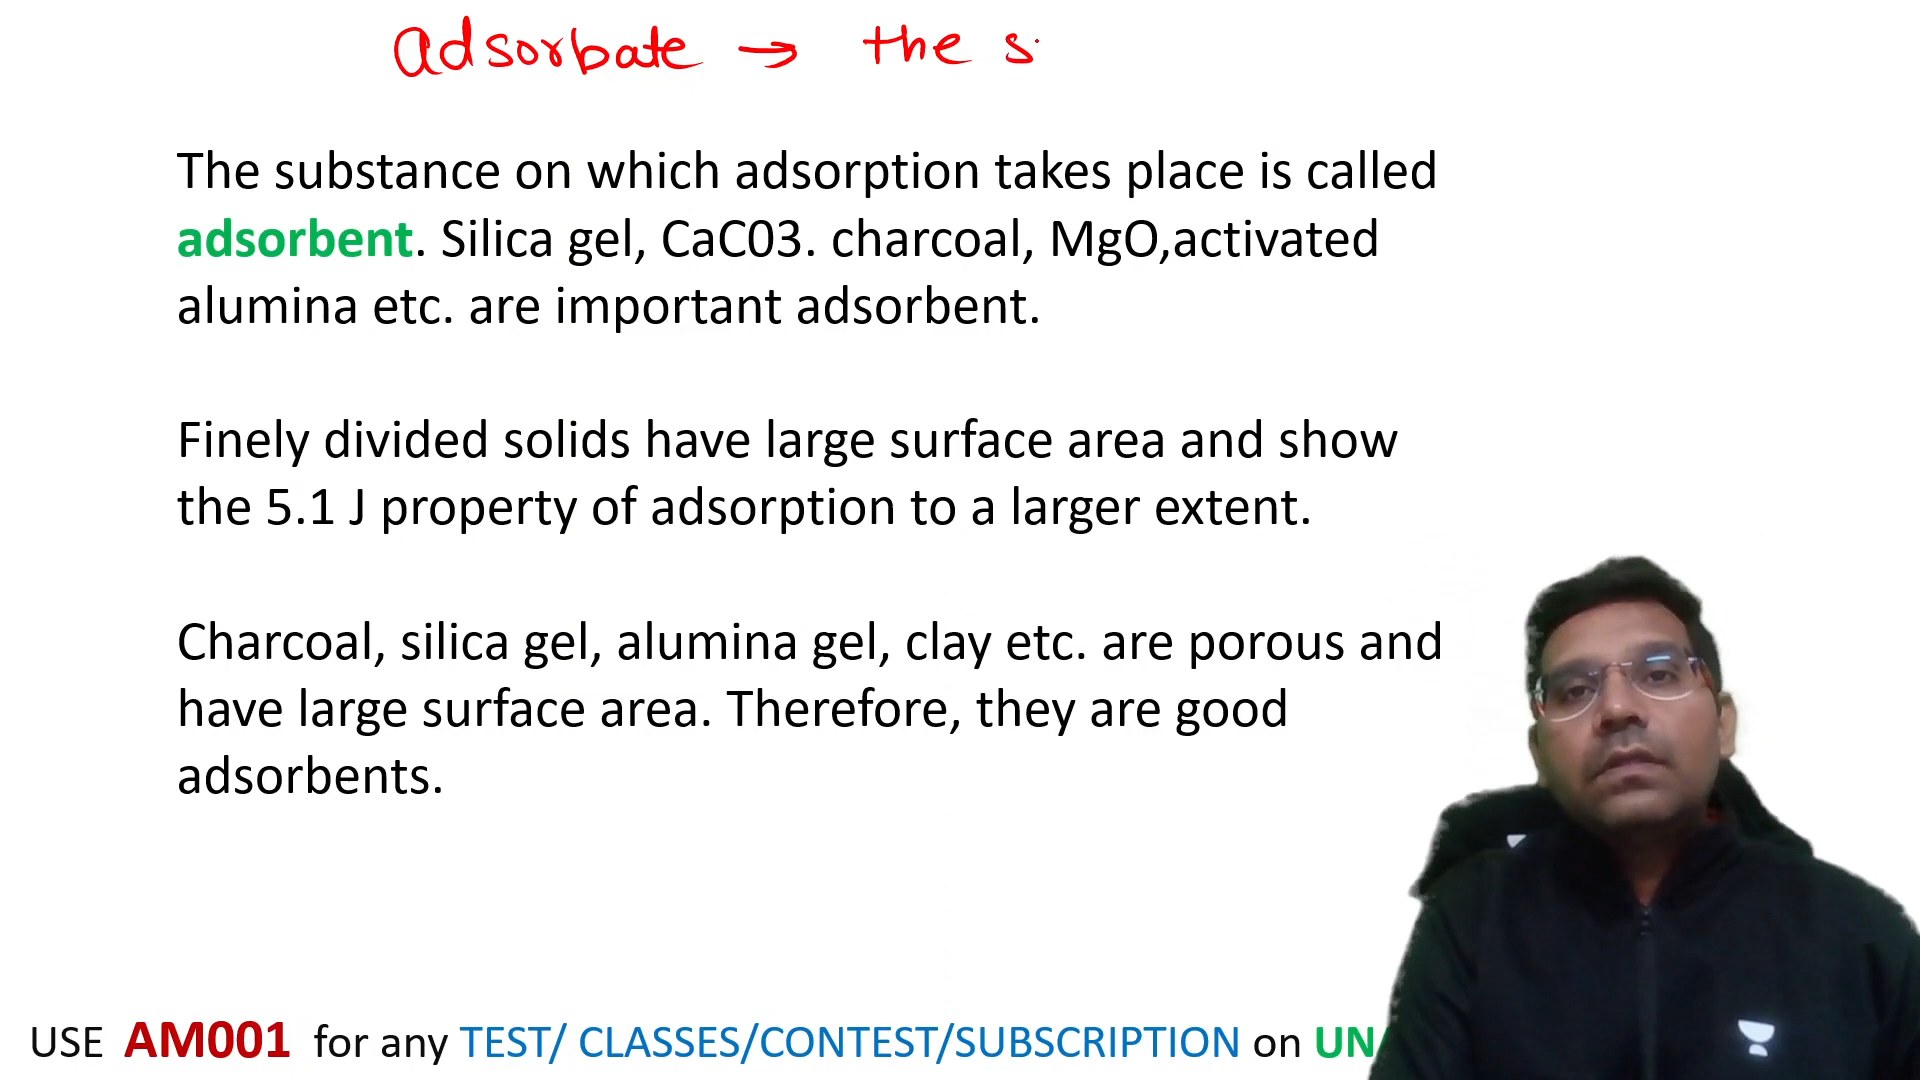 adsorbate → the s
The substance on which adsorption takes place is called
adsorbent. Silica gel, CaC03. charcoal, MgO,activated
alumina etc. are important adsorbent.
Finely divided solids have large surface area and show
the 5.1 J property of adsorption to a larger extent.
Charcoal, silica gel, alumina gel, clay etc. are porous and
have large surface area. Therefore, they are good
adsorbents.
USE AM001 for any TEST/ CLASSES/CONTEST/SUBSCRIPTION on UN